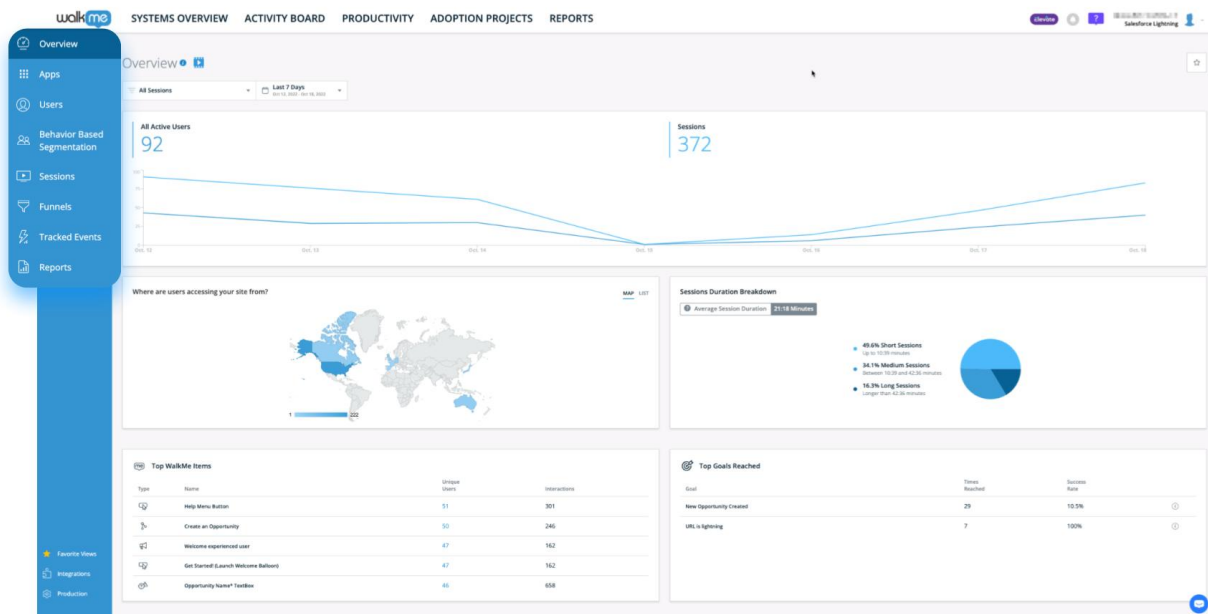 walkme
SYSTEMS OVERVIEW ACTIVITY BOARD PRODUCTIVITY ADOPTION PROJECTS REPORTS
clevine
?
Salesforce Lightning
Overview
Apps
Users
Behavior Based
Segmentation
Sessions
Funnels
Tracked Events
Reports
Favorite Views
Integrations
Production
Overview
All Sessions
Last 7 Days
All Active Users
92
Sessions
372
Oct. 12 Oct. 13 Oct. 14 Oct. 15 Oct. 16 Oct. 17 Oct. 18
Where are users accessing your site from?
MAP LIST
1 222
Sessions Duration Breakdown
Average Session Duration 21:18 Minutes
49.6% Short Sessions
Up to 10:39 minutes
34.1% Medium Sessions
Between 10:39 and 42:36 minutes
16.3% Long Sessions
Longer than 42:36 minutes
Top WalkMe Items
Type Name Unique Users Interactions
Help Menu Button 51 301
Create an Opportunity 50 246
Welcome experienced user 47 162
Get Started! (Launch Welcome Balloon) 47 162
Opportunity Name* TextBox 46 658
Top Goals Reached
Goal Times Reached Success Rate
New Opportunity Created 29 10.5%
URL is lightning 7 100%